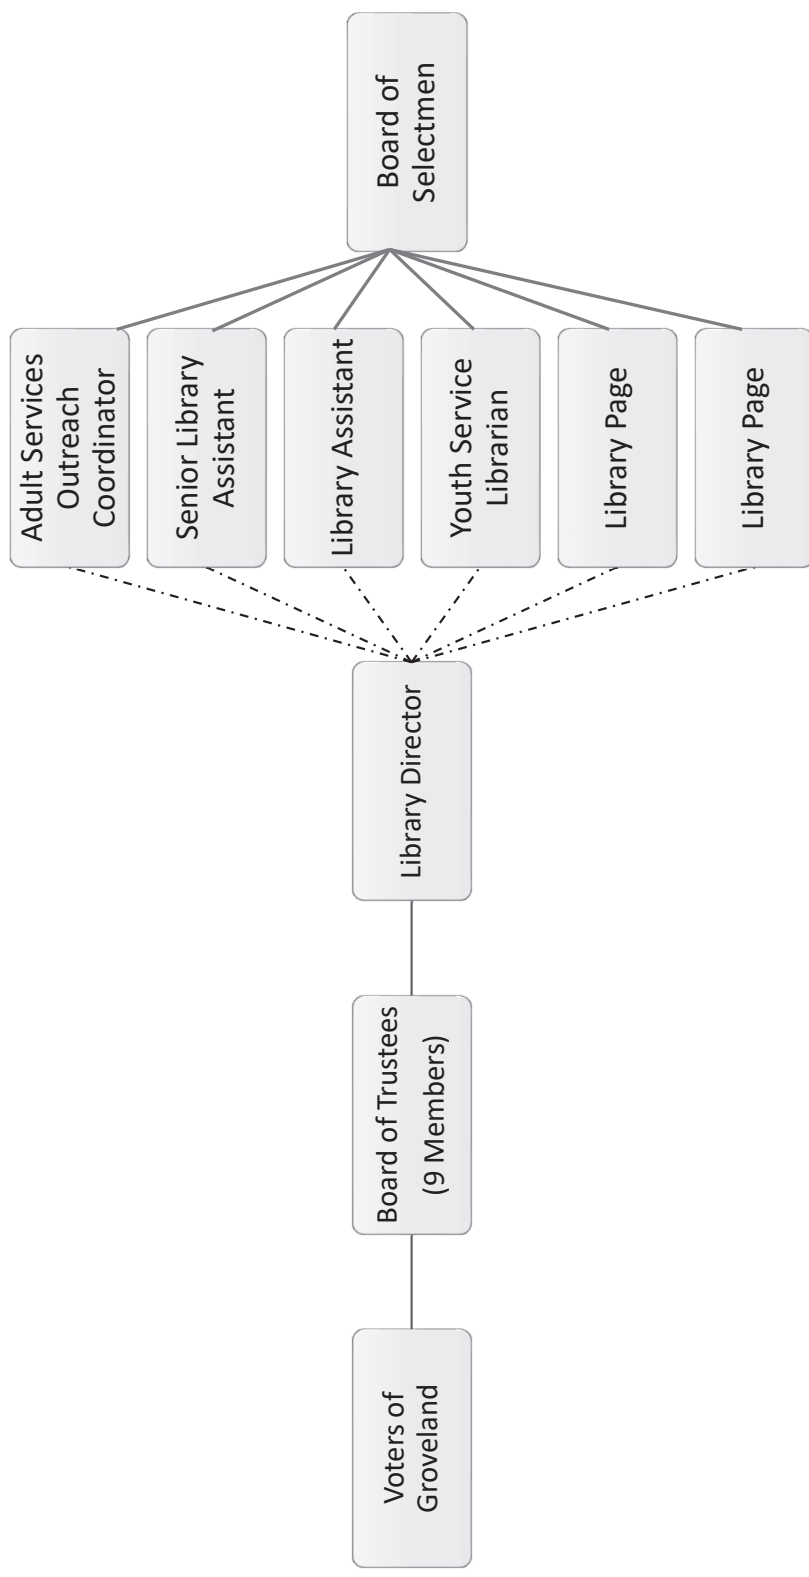 Voters of
Groveland
Board of Trustees
(9 Members)
Library Director
Adult Services
Outreach
Coordinator
Senior Library
Assistant
Library Assistant
Youth Service
Librarian
Library Page
Library Page
Board of
Selectmen